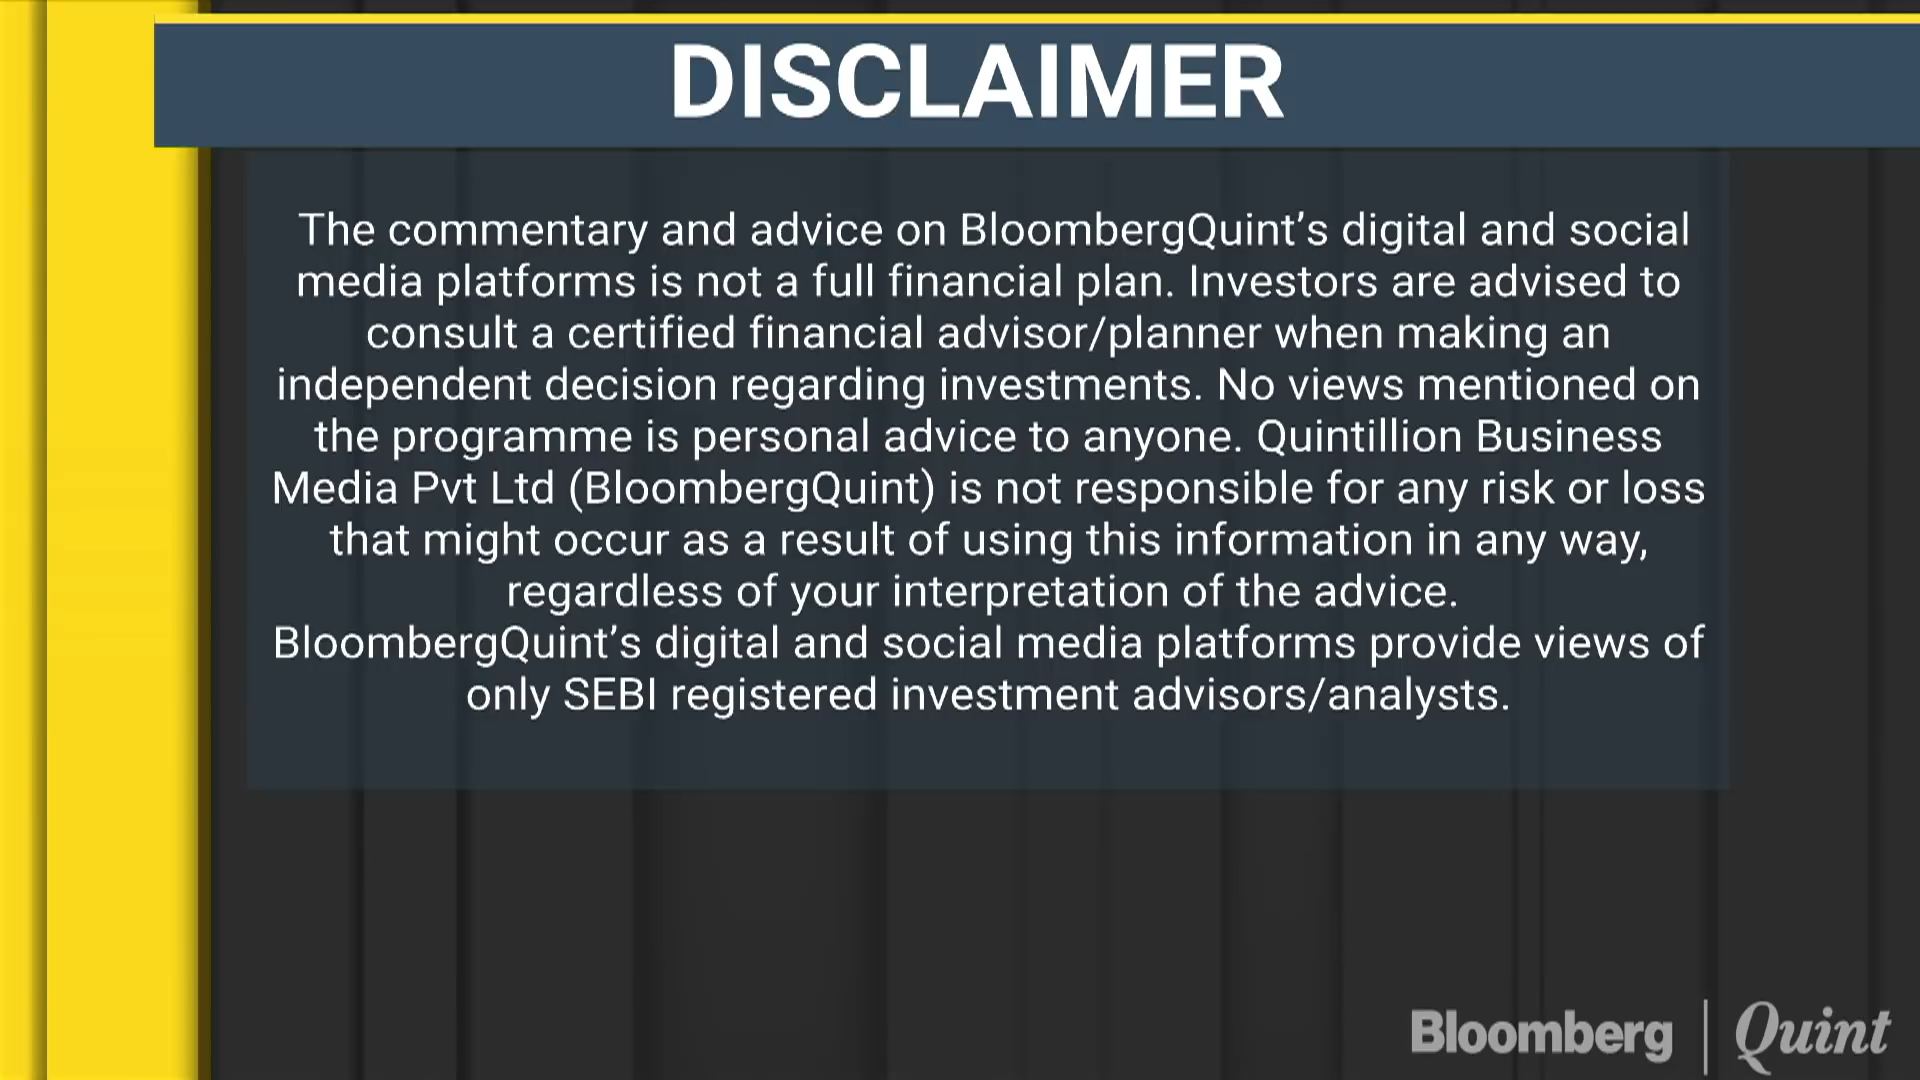 DISCLAIMER
The commentary and advice on BloombergQuint’s digital and social
media platforms is not a full financial plan. Investors are advised to
consult a certified financial advisor/planner when making an
independent decision regarding investments. No views mentioned on
the programme is personal advice to anyone. Quintillion Business
Media Pvt Ltd (BloombergQuint) is not responsible for any risk or loss
that might occur as a result of using this information in any way,
regardless of your interpretation of the advice.
BloombergQuint’s digital and social media platforms provide views of
only SEBI registered investment advisors/analysts.
Bloomberg | Quint